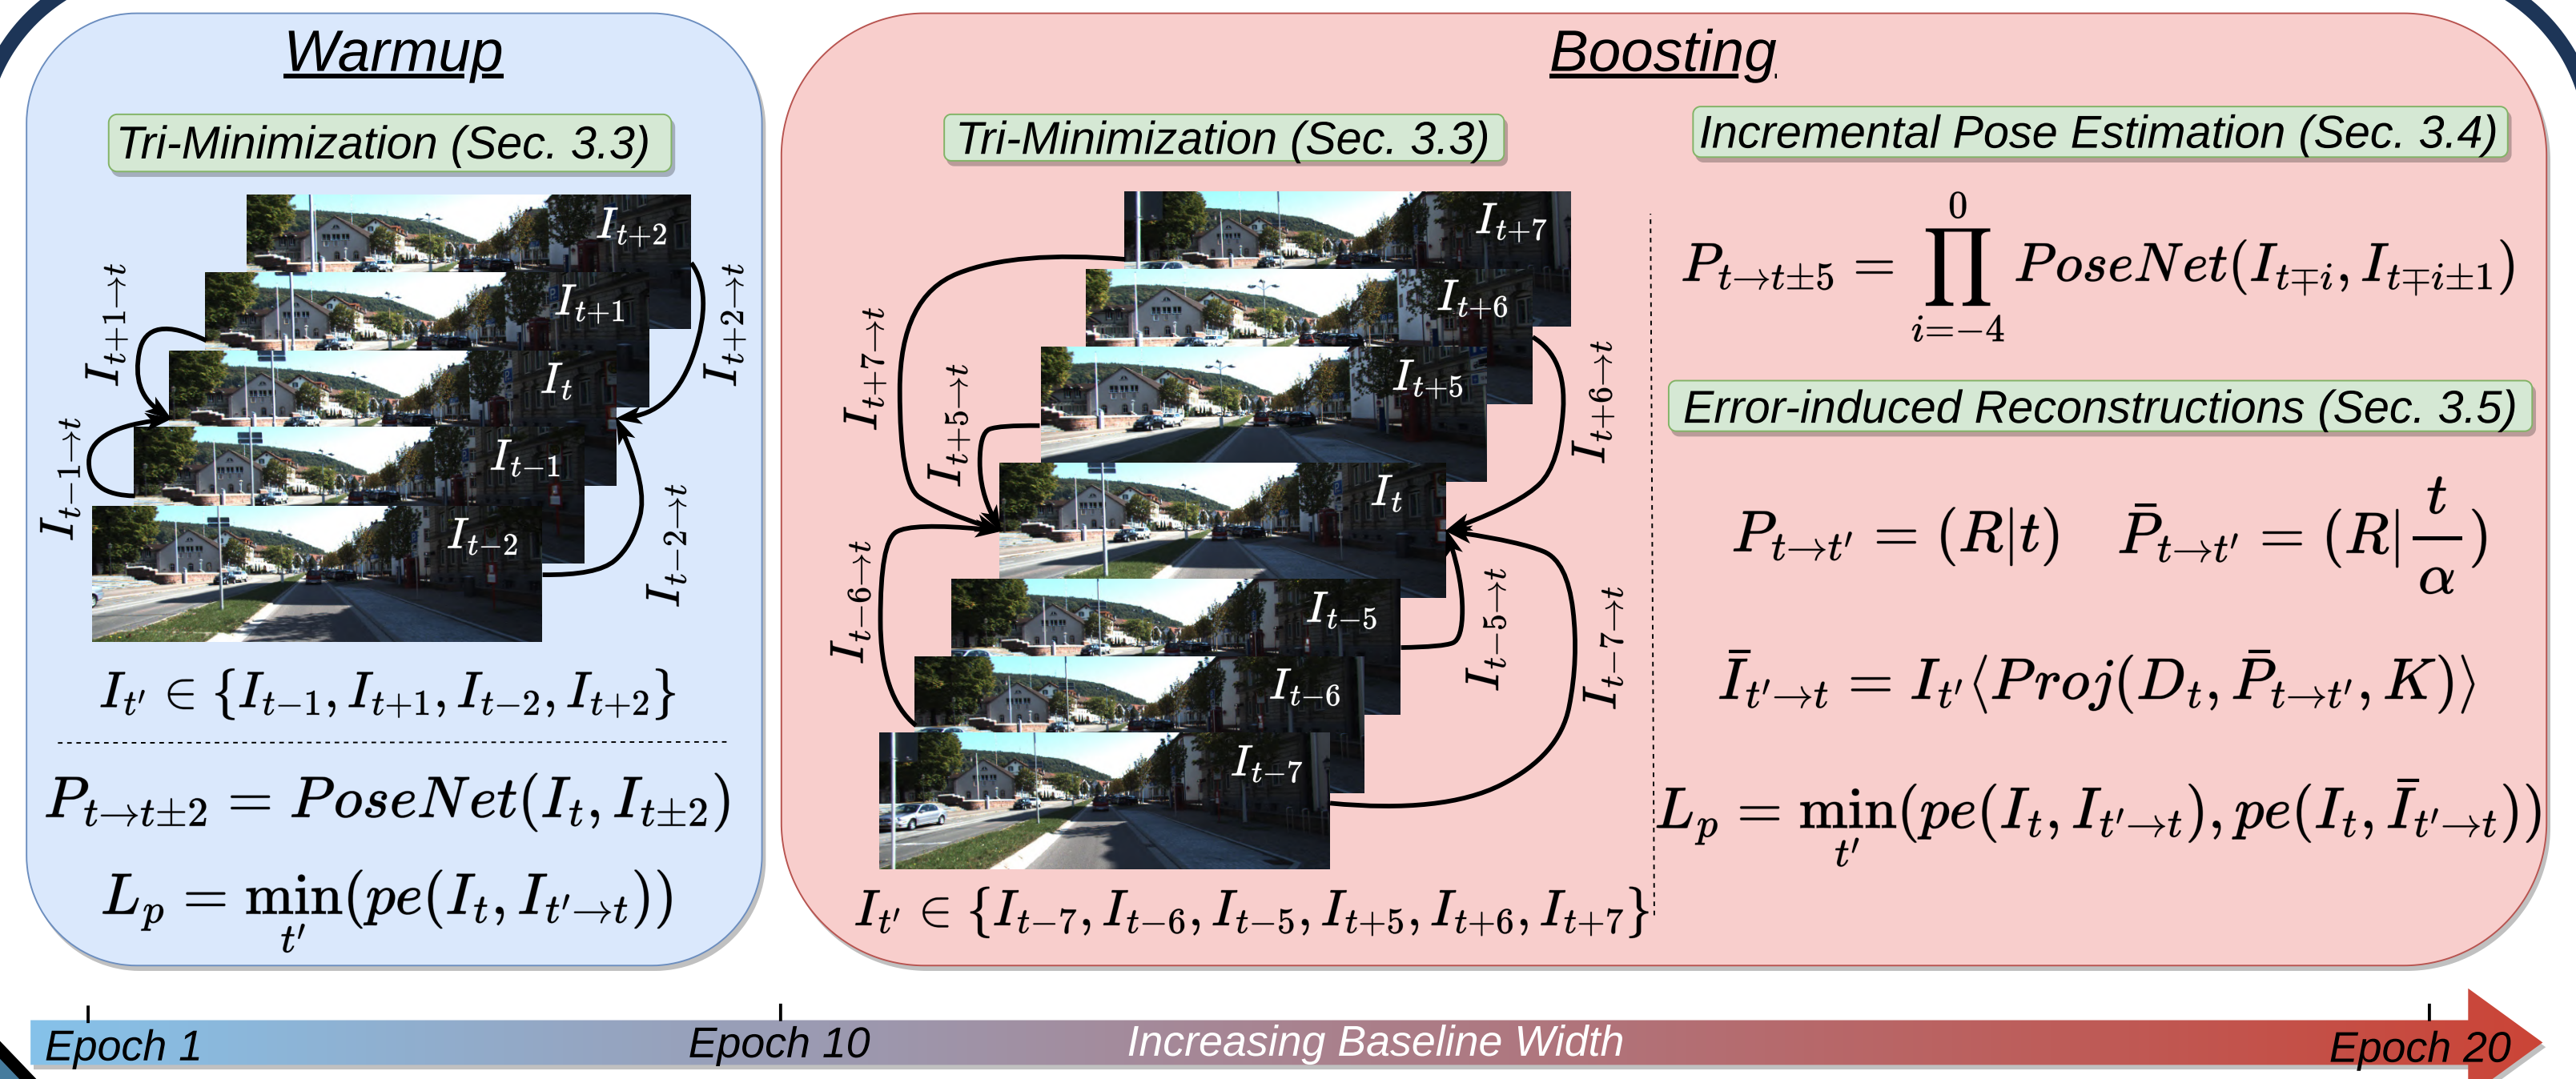 Warmup
Tri-Minimization (Sec. 3.3)
I_{t+2}
I_{t+1}
I_t
I_{t−1}
I_{t−2}
I_{t+1→t}
I_{t+2→t}
I_{t−1→t}
I_{t−2→t}
I_{t′} ∈ {I_{t−1}, I_{t+1}, I_{t−2}, I_{t+2}}
P_{t→t±2} = PoseNet(I_t, I_{t±2})
L_p = min_{t′}(pe(I_t, I_{t′→t}))
Boosting
Tri-Minimization (Sec. 3.3)
I_{t+7}
I_{t+6}
I_{t+5}
I_t
I_{t−5}
I_{t−6}
I_{t−7}
I_{t+7→t}
I_{t+5→t}
I_{t+6→t}
I_{t−6→t}
I_{t−5→t}
I_{t−7→t}
I_{t′} ∈ {I_{t−7}, I_{t−6}, I_{t−5}, I_{t+5}, I_{t+6}, I_{t+7}}
Incremental Pose Estimation (Sec. 3.4)
P_{t→t±5} = ∏_{i=−4}^{0} PoseNet(I_{t∓i}, I_{t∓i±1})
Error-induced Reconstructions (Sec. 3.5)
P_{t→t′} = (R|t) P̄_{t→t′} = (R|t/α)
Ī_{t′→t} = I_{t′}⟨Proj(D_t, P̄_{t→t′}, K)⟩
L_p = min_{t′}(pe(I_t, I_{t′→t}), pe(I_t, Ī_{t′→t}))
Epoch 1
Epoch 10
Increasing Baseline Width
Epoch 20